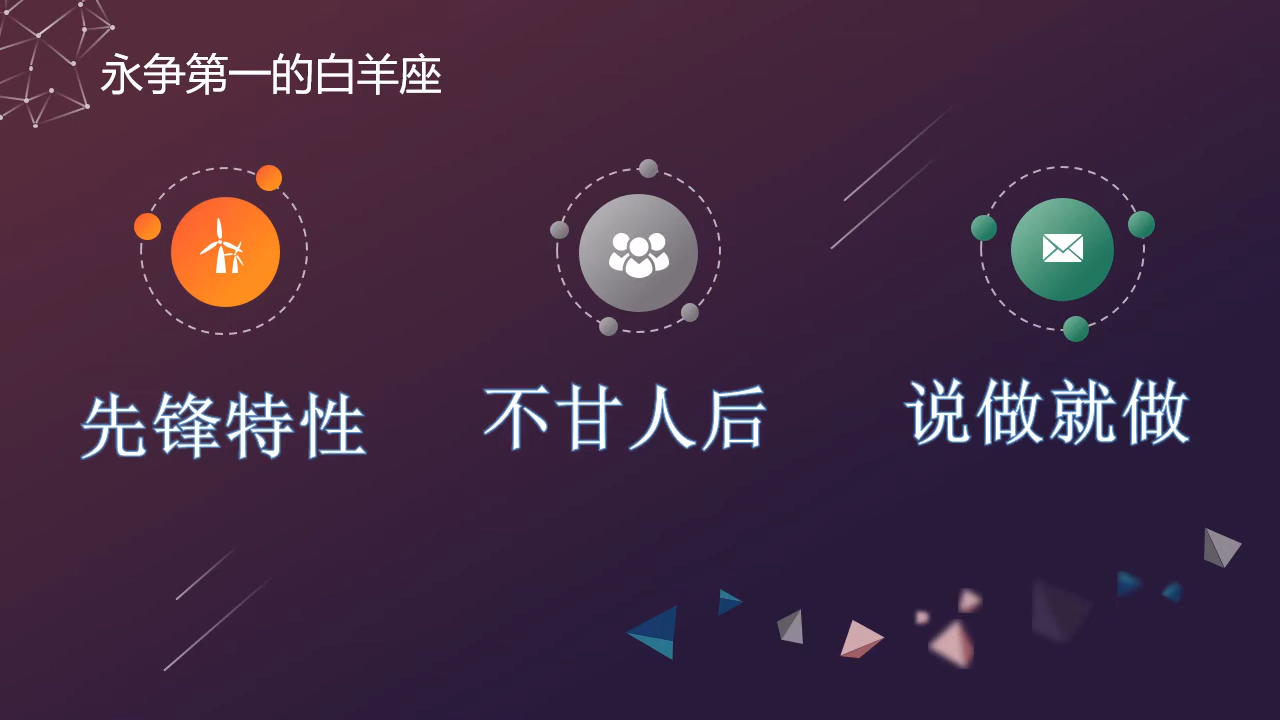 永争第一的白羊座
先锋特性
不甘人后
说做就做